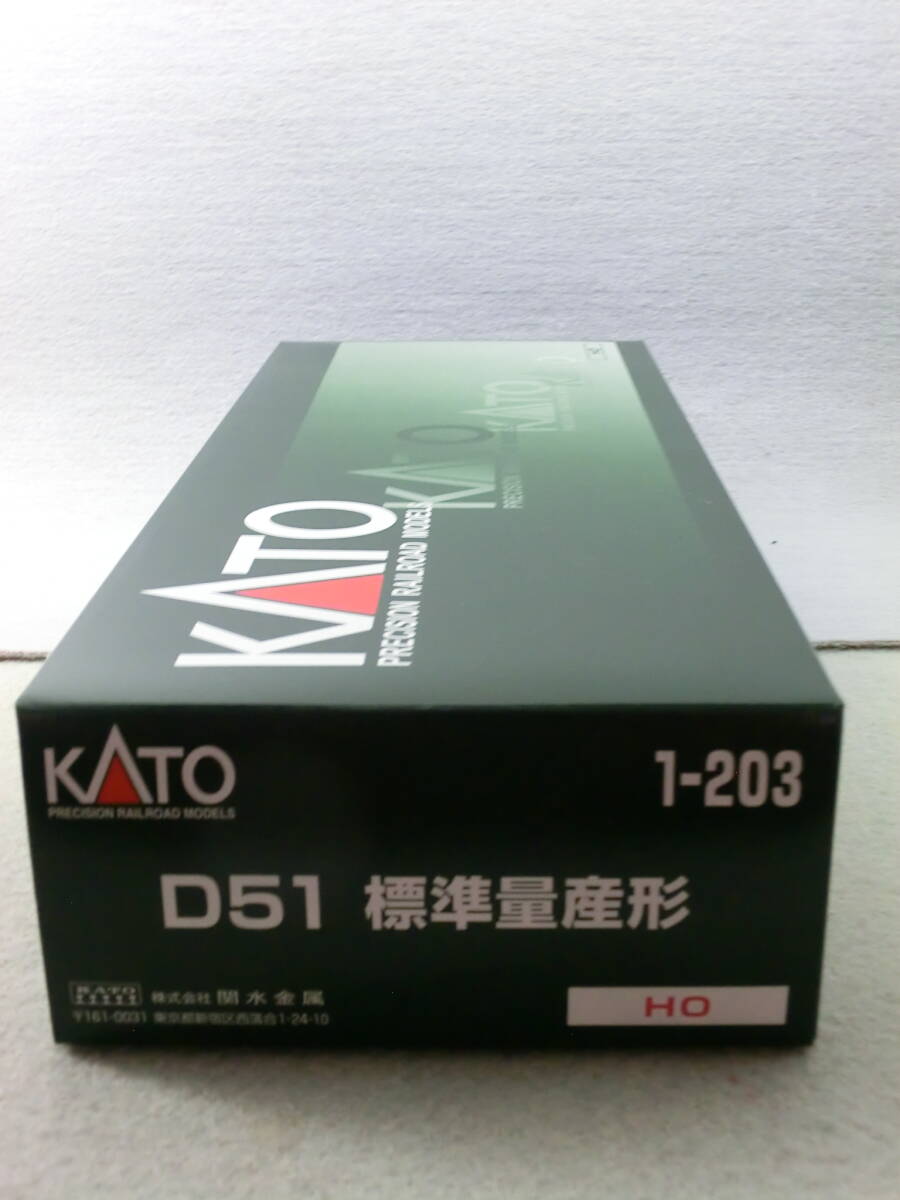 KATO
PRECISION RAILROAD MODELS
KATO
PRECISION
KATO
KATO
PRECISION RAILROAD MODELS
1-203
D51 標準量産形
KATO
株式会社 関水金属
〒161-0031 東京都新宿区西落合1-24-10
HO